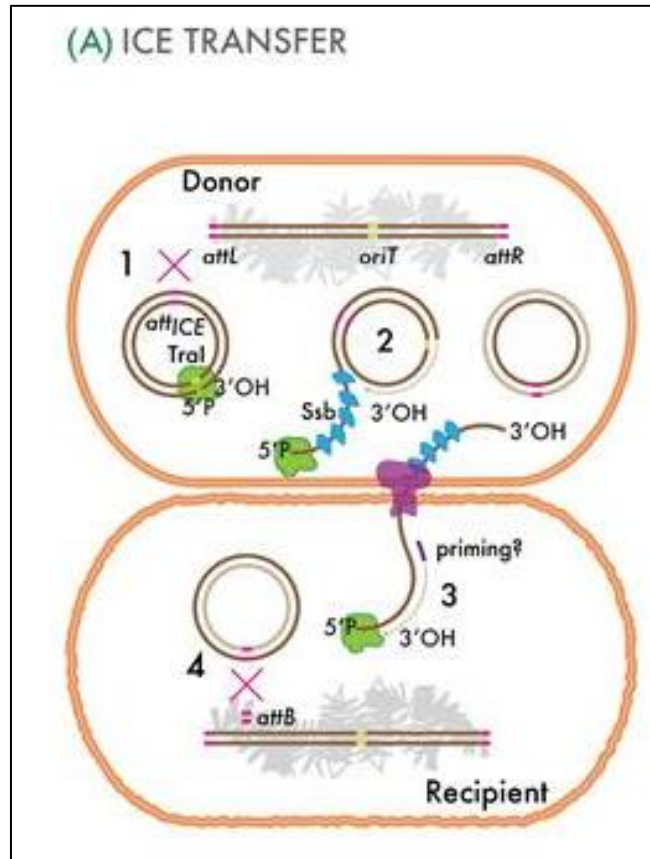 (A) ICE TRANSFER
Donor
attL
oriT
attR
1
attICE
TraI
3'OH
5'P
2
Ssb
3'OH
5'P
3'OH
priming?
3
5'P
3'OH
4
attB
Recipient